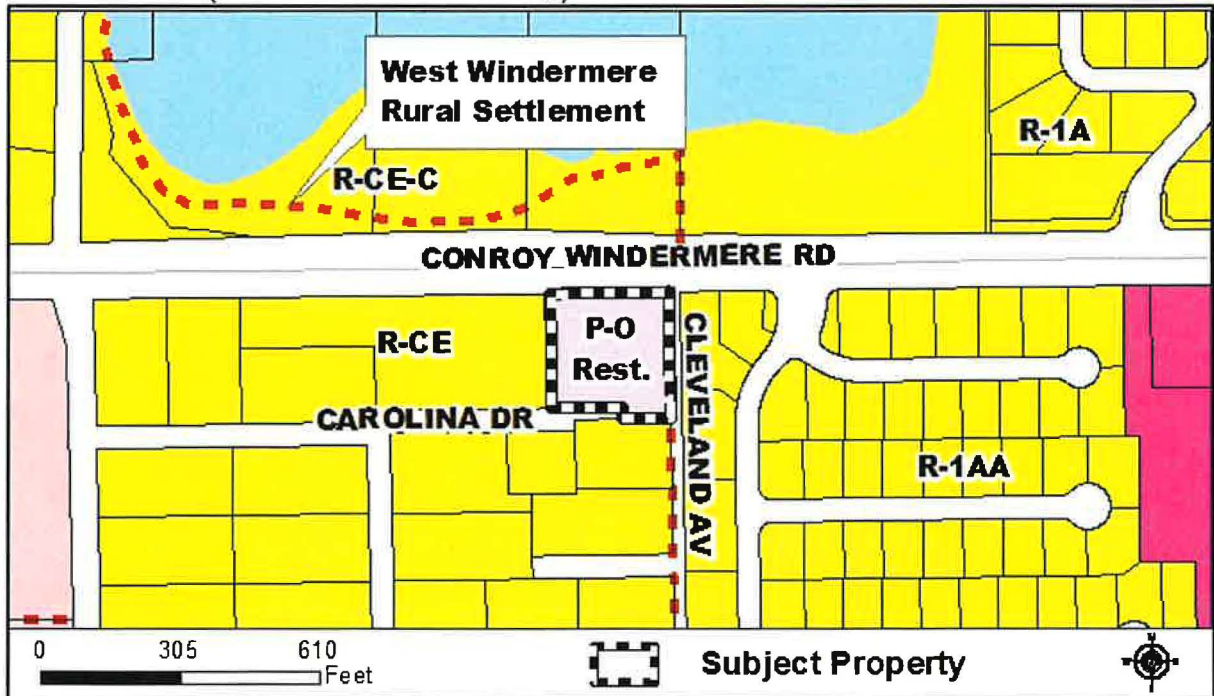 West Windermere
Rural Settlement
R-1A
R-CE-C
CONROY WINDERMERE RD
P-O
Rest.
R-CE
CLEVELAND AV
CAROLINA DR
R-1AA
0 305 610
Feet
Subject Property